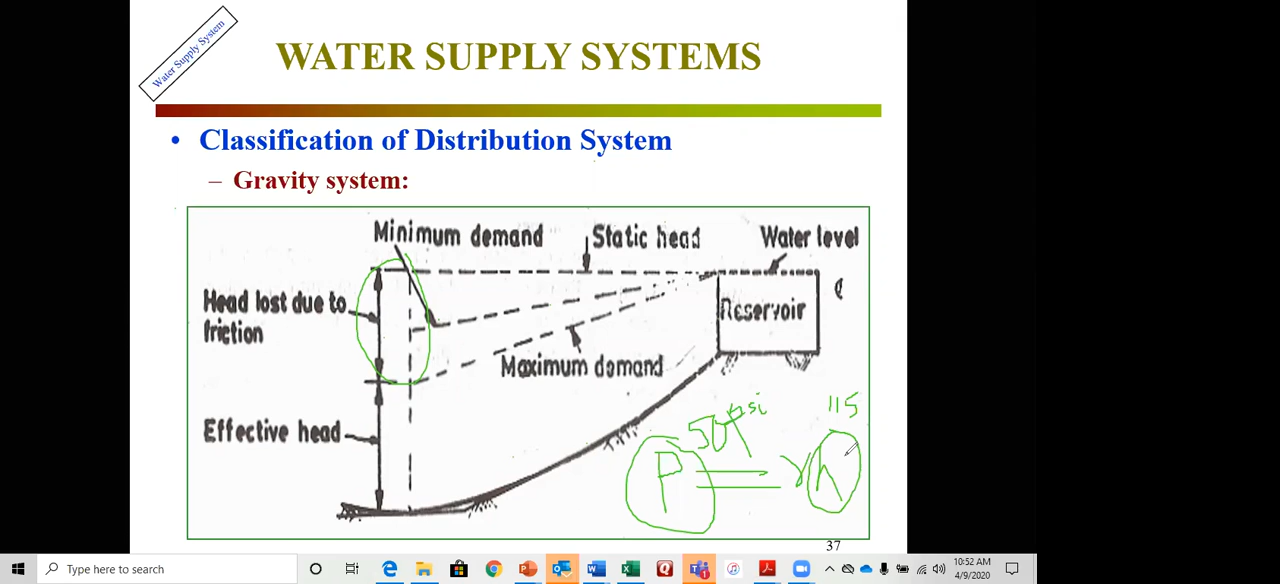 Water Supply System
WATER SUPPLY SYSTEMS
• Classification of Distribution System
– Gravity system:
Minimum demand
Static head
Water level
Head lost due to
friction
Reservoir
Maximum demand
Effective head
50 psi
115
P = γh
37
Type here to search
10:52 AM
4/9/2020